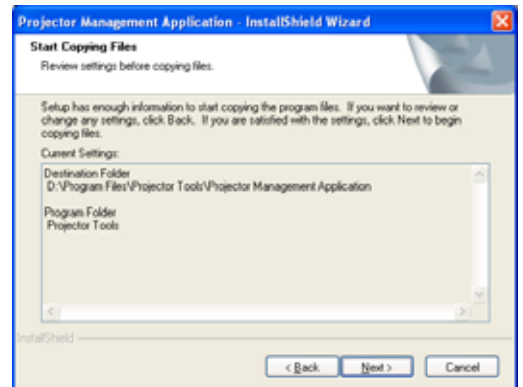 Projector Management Application - InstallShield Wizard
Start Copying Files
Review settings before copying files.
Setup has enough information to start copying the program files. If you want to review or
change any settings, click Back. If you are satisfied with the settings, click Next to begin
copying files.
Current Settings:
Destination Folder
D:\Program Files\Projector Tools\Projector Management Application
Program Folder
Projector Tools
InstallShield
< Back
Next >
Cancel